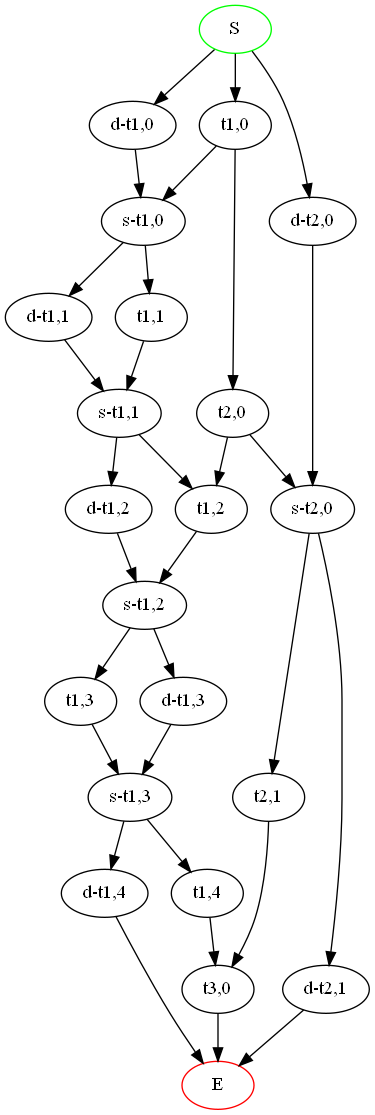 S
d-t1,0
t1,0
s-t1,0
d-t2,0
d-t1,1
t1,1
s-t1,1
t2,0
d-t1,2
t1,2
s-t2,0
s-t1,2
t1,3
d-t1,3
s-t1,3
t2,1
d-t1,4
t1,4
t3,0
d-t2,1
E